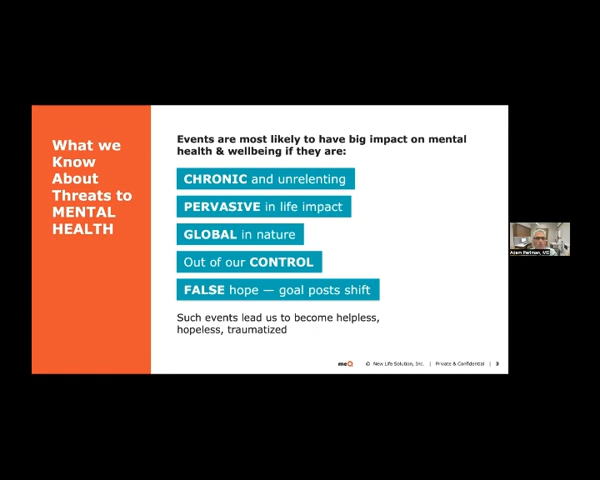 What we
Know
About
Threats to
MENTAL
HEALTH
Events are most likely to have big impact on mental
health & wellbeing if they are:
CHRONIC and unrelenting
PERVASIVE in life impact
GLOBAL in nature
Out of our CONTROL
FALSE hope — goal posts shift
Such events lead us to become helpless,
hopeless, traumatized
meQ © New Life Solution, Inc. | Private & Confidential | 3
Adam Perlman, MD